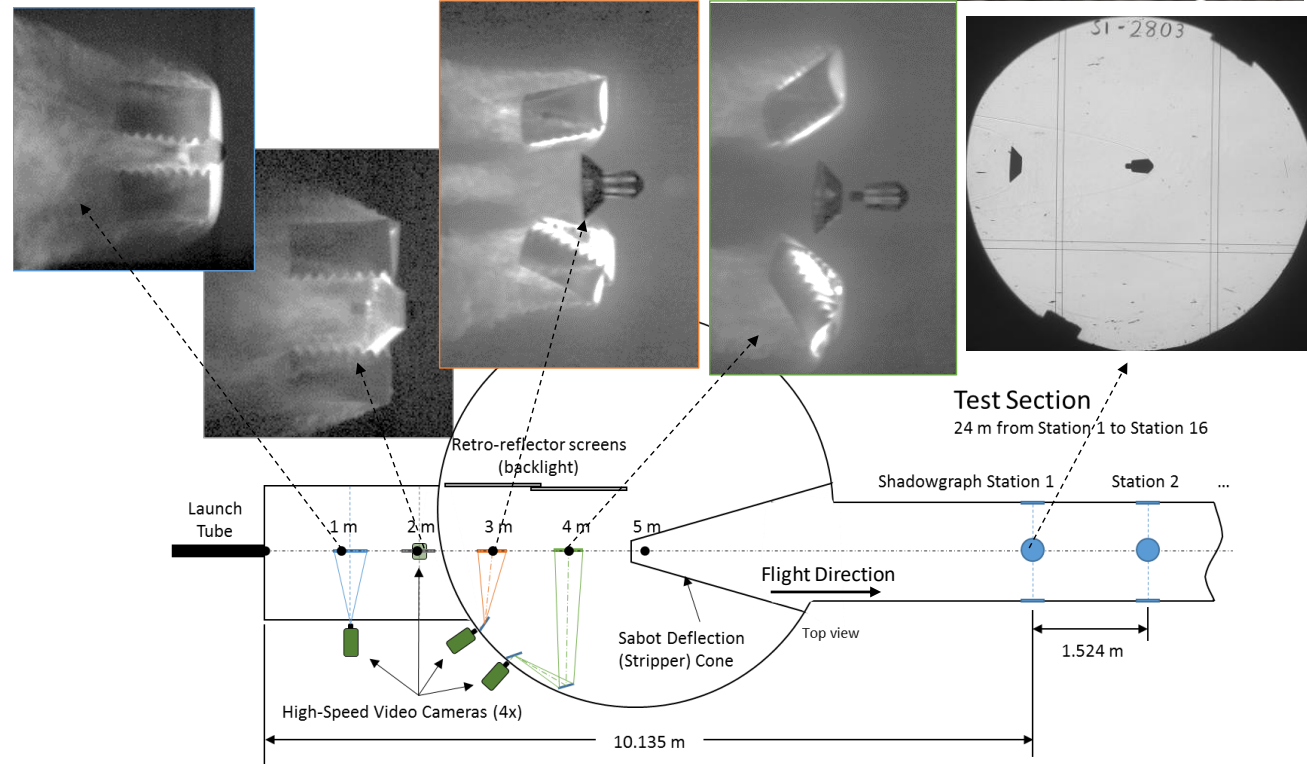 SI-2803
Test Section
24 m from Station 1 to Station 16
Retro-reflector screens
(backlight)
Shadowgraph Station 1
Station 2
...
Launch
Tube
1 m
2 m
3 m
4 m
5 m
Flight Direction
Top view
Sabot Deflection
(Stripper) Cone
1.524 m
High-Speed Video Cameras (4x)
10.135 m